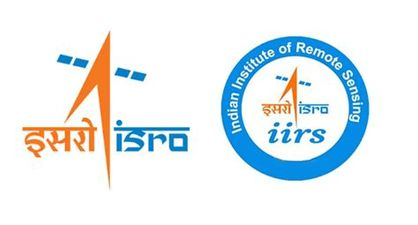 इसरो isro
Indian Institute of Remote Sensing
इसरो isro
iirs